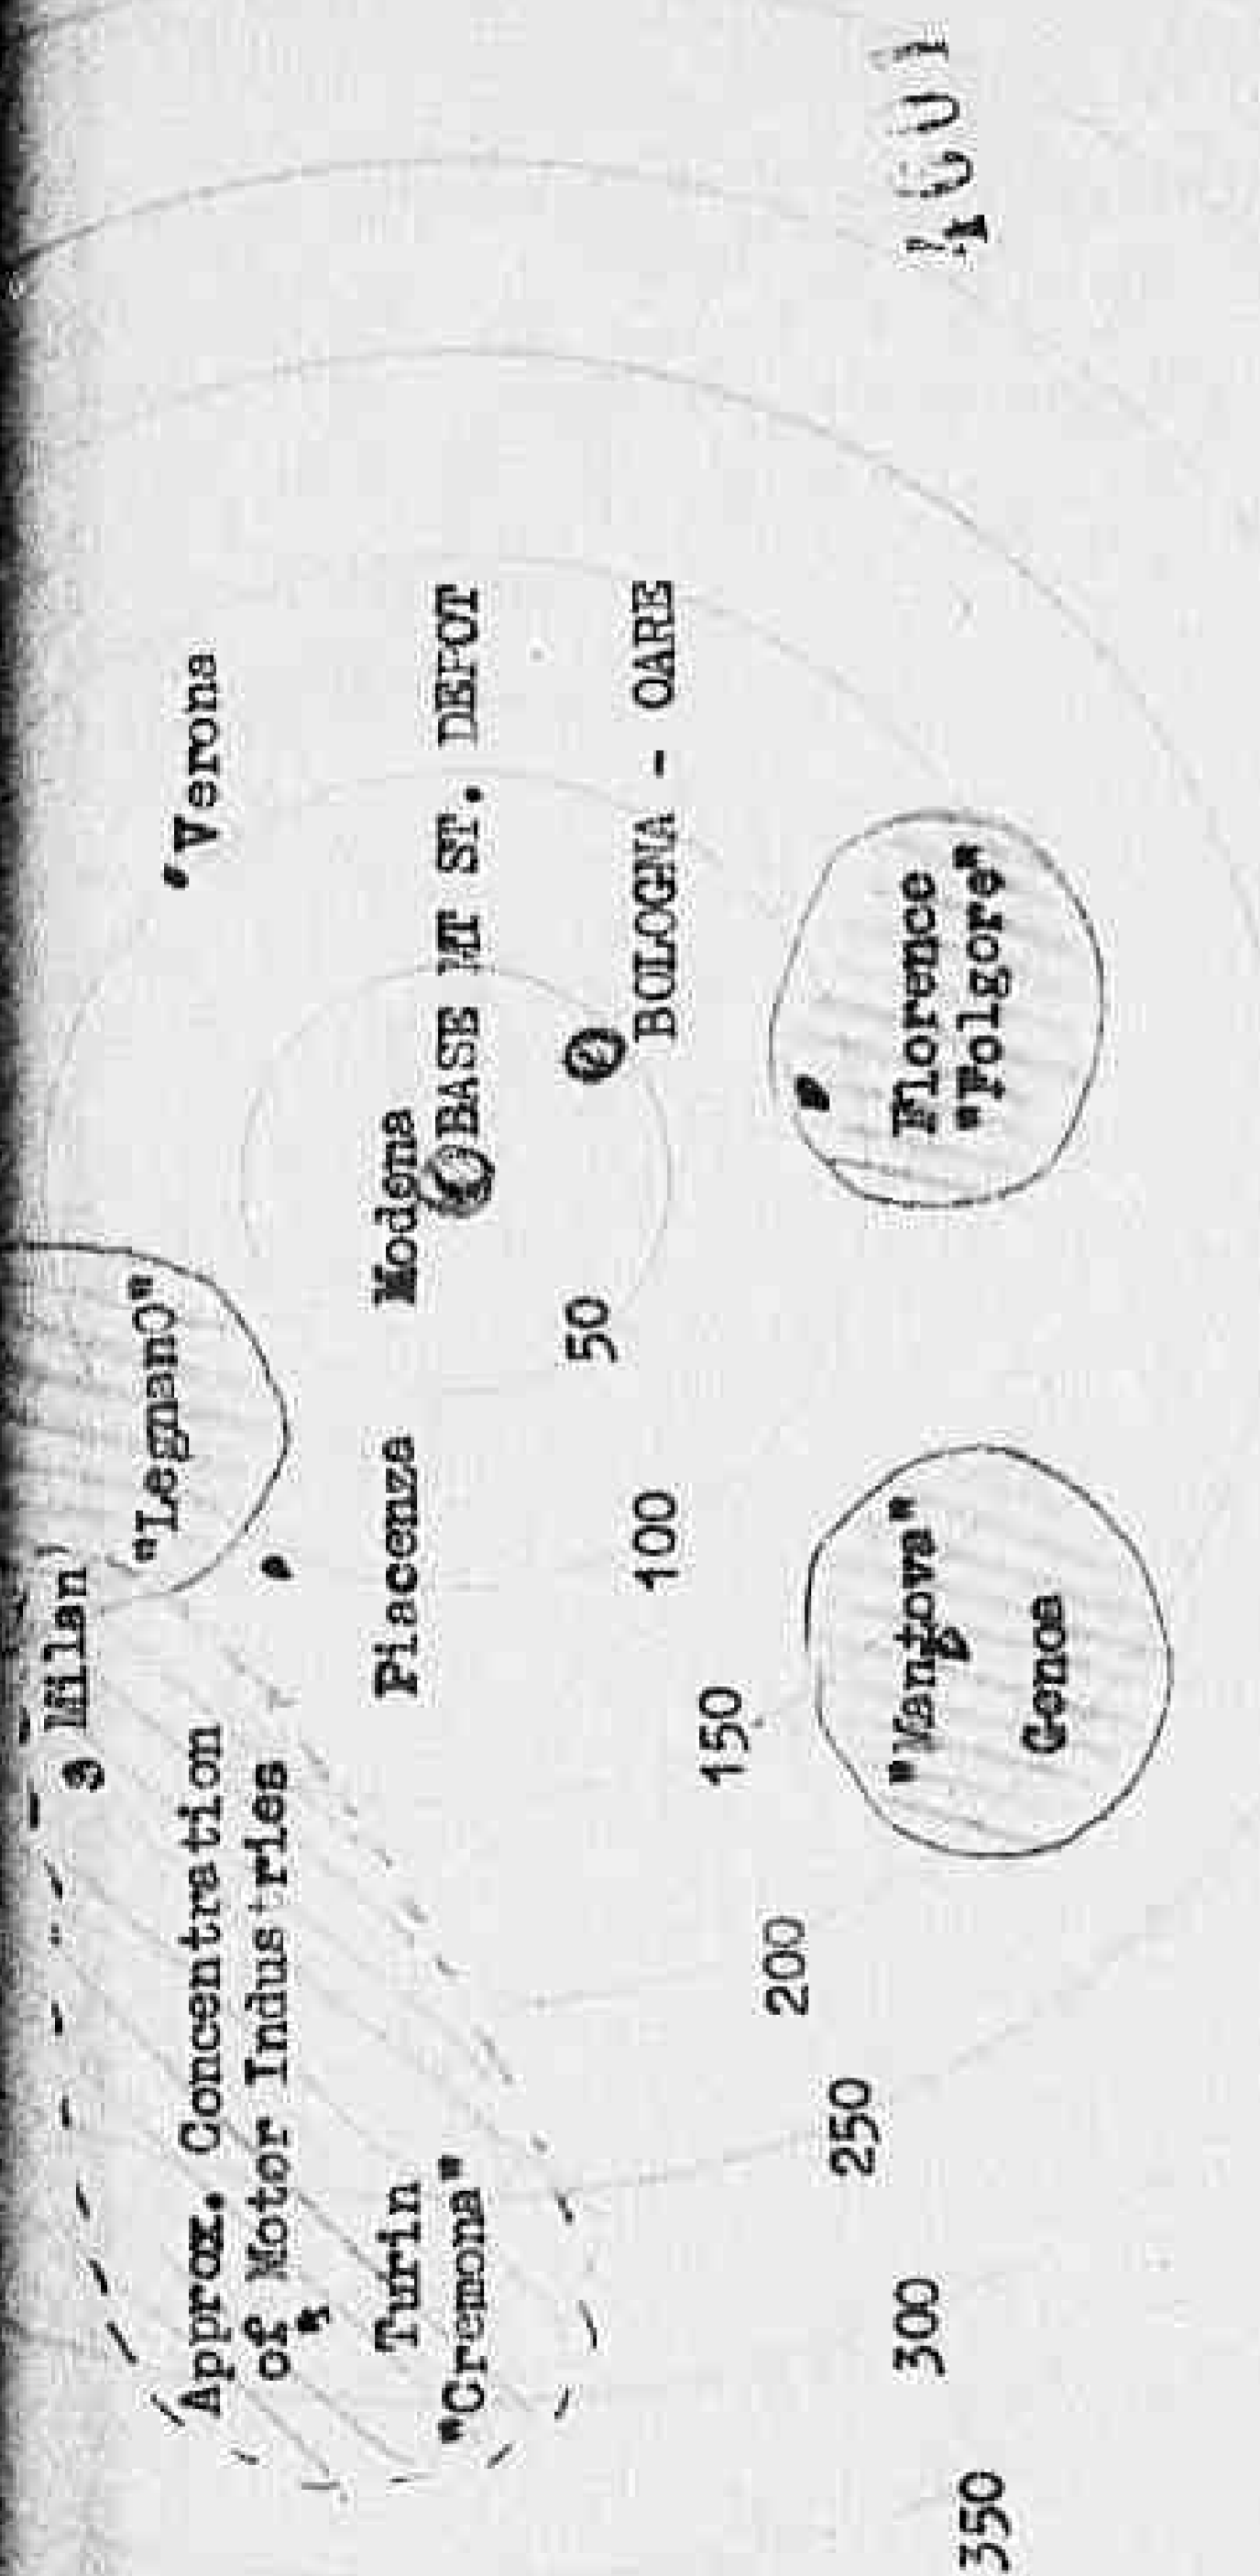 Milan
"Legnano"
Verona
Approx. Concentration
of Motor Industries
Turin
"Cremona"
Piacenza
Modena
BASE MT ST. DEPOT
BOLOGNA - OARE
50
100
150
200
250
300
350
"Mantova"
Genoa
Florence
"Folgore"